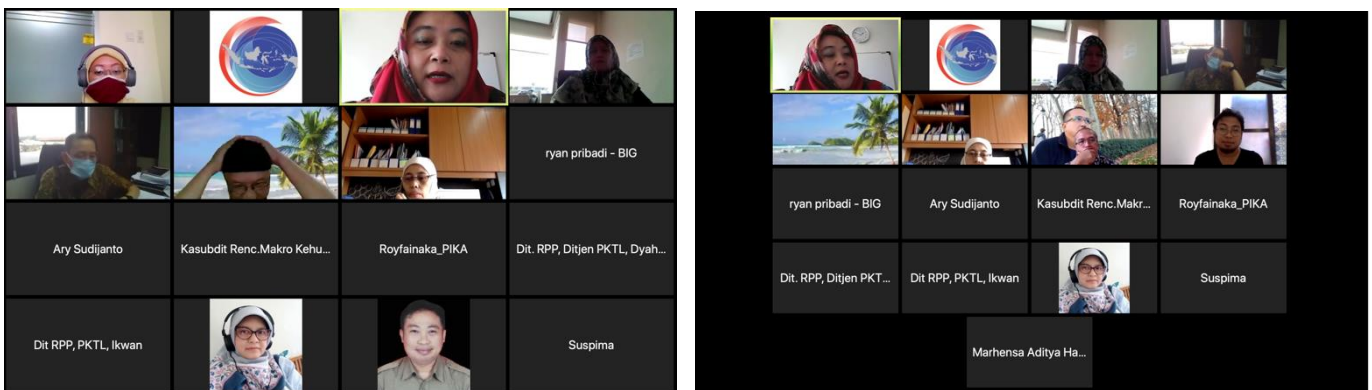 ryan pribadi - BIG
Ary Sudijanto
Kasubdit Renc.Makro Kehu...
Royfainaka_PIKA
Dit. RPP, Ditjen PKTL, Dyah...
Dit RPP, PKTL, Ikwan
Suspima
ryan pribadi - BIG
Ary Sudijanto
Kasubdit Renc.Makr...
Royfainaka_PIKA
Dit. RPP, Ditjen PKT...
Dit RPP, PKTL, Ikwan
Suspima
Marhensa Aditya Ha...